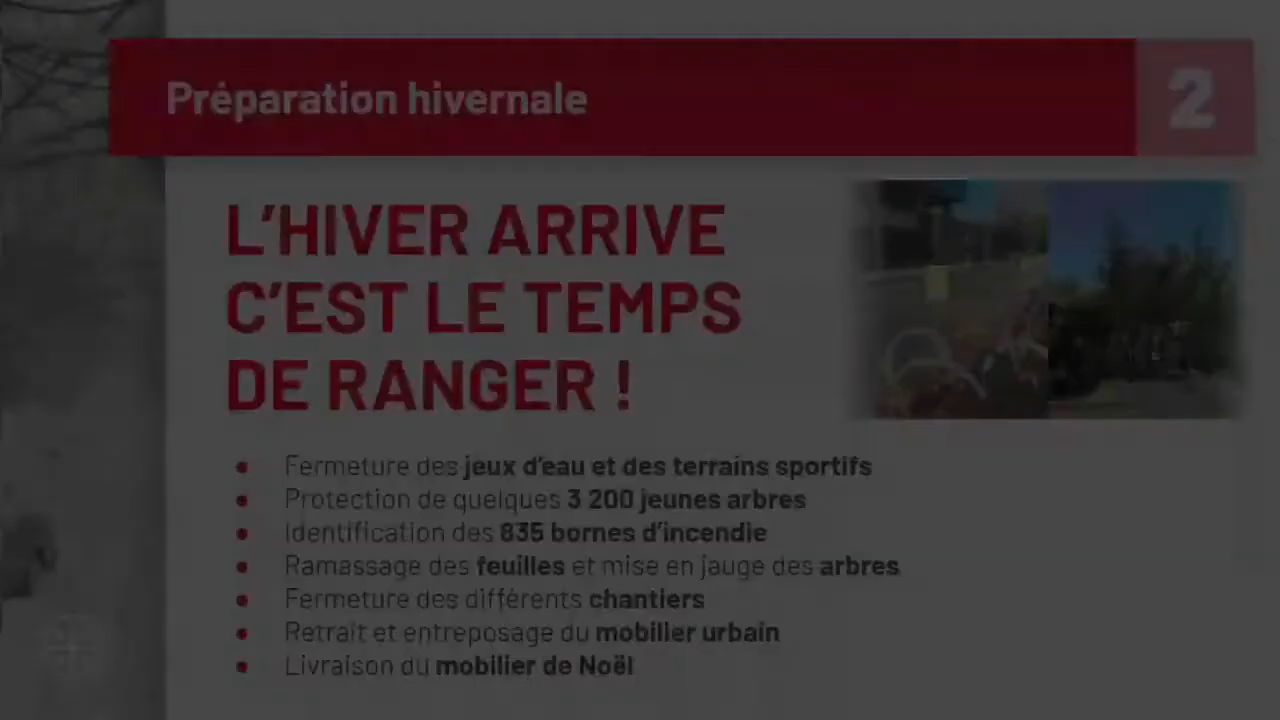 Préparation hivernale
2
L'HIVER ARRIVE
C'EST LE TEMPS
DE RANGER !
• Fermeture des jeux d'eau et des terrains sportifs
• Protection de quelques 3 200 jeunes arbres
• Identification des 835 bornes d'incendie
• Ramassage des feuilles et mise en jauge des arbres
• Fermeture des différents chantiers
• Retrait et entreposage du mobilier urbain
• Livraison du mobilier de Noël